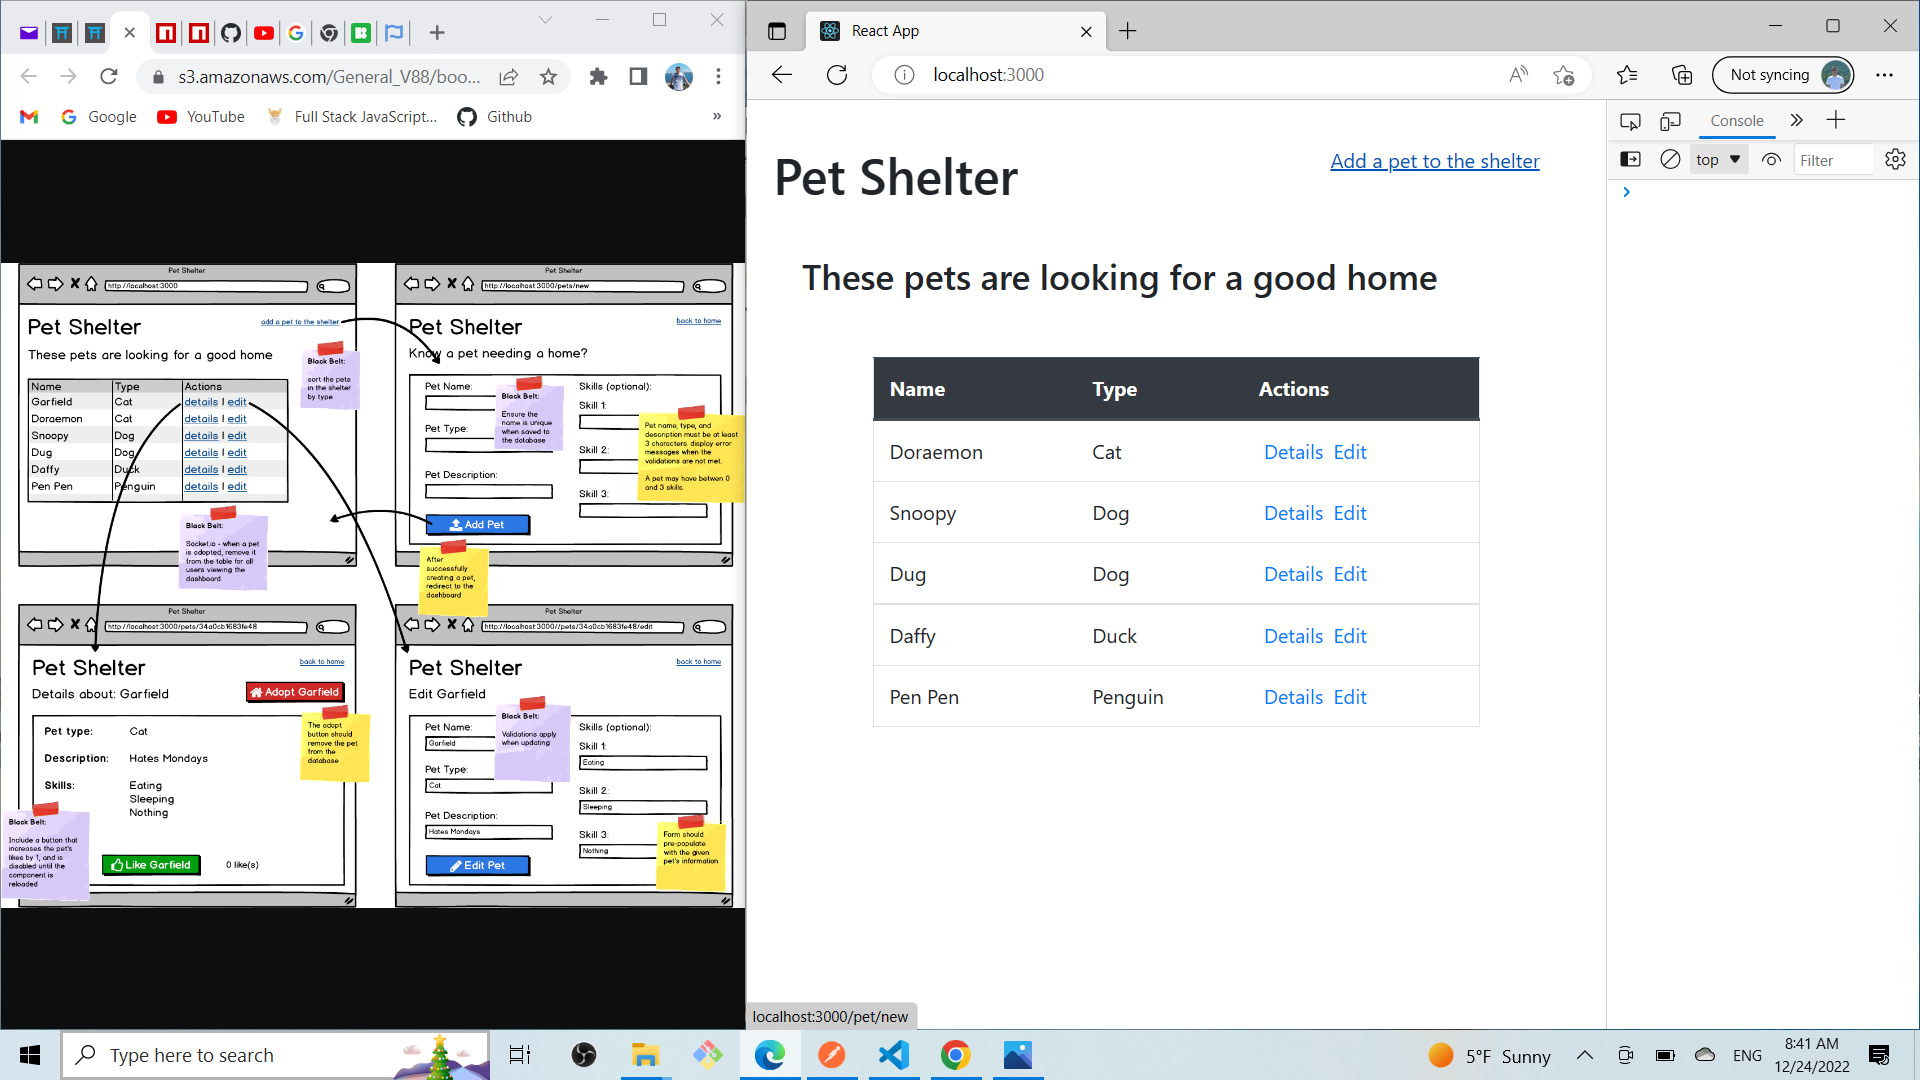 s3.amazonaws.com/General_V88/boo...
Google
YouTube
Full Stack JavaScript...
Github
»
Pet Shelter
http://localhost:3000
Pet Shelter
add a pet to the shelter
These pets are looking for a good home
Name Type Actions
Garfield Cat details | edit
Doraemon Cat details | edit
Snoopy Dog details | edit
Dug Dog details | edit
Daffy Duck details | edit
Pen Pen Penguin details | edit
Black Belt:
sort the pets
in the shelter
by type
Black Belt:
Socket.io - when a pet
is adopted, remove it
from the table for all
users viewing the
dashboard
Pet Shelter
http://localhost:3000/pets/new
Pet Shelter
back to home
Know a pet needing a home?
Pet Name:
Pet Type:
Pet Description:
Add Pet
Skills (optional):
Skill 1:
Skill 2:
Skill 3:
Black Belt:
Ensure the
name is unique
when saved to
the database
Pet name, type, and
description must be at least
3 characters. display error
messages when the
validations are not met.
A pet may have betwen 0
and 3 skills
After
successfully
creating a pet,
redirect to the
dashboard
Pet Shelter
http://localhost:3000/pets/34a0cb1683fe48
Pet Shelter
back to home
Details about: Garfield
Adopt Garfield
Pet type: Cat
Description: Hates Mondays
Skills: Eating
Sleeping
Nothing
Like Garfield
0 like(s)
The adopt
button should
remove the pet
from the
database
Black Belt:
Include a button that
increases the pet's
likes by 1, and is
disabled until the
component is
reloaded
Pet Shelter
http://localhost:3000//pets/34a0cb1683fe48/edit
Pet Shelter
back to home
Edit Garfield
Pet Name:
Garfield
Pet Type:
Cat
Pet Description:
Hates Mondays
Edit Pet
Skills (optional):
Skill 1:
Eating
Skill 2:
Sleeping
Skill 3:
Nothing
Black Belt:
Validations apply
when updating
Form should
pre-populate
with the given
pet's information
React App
localhost:3000
Not syncing
Console
top
Filter
Pet Shelter
Add a pet to the shelter
These pets are looking for a good home
Name Type Actions
Doraemon Cat Details Edit
Snoopy Dog Details Edit
Dug Dog Details Edit
Daffy Duck Details Edit
Pen Pen Penguin Details Edit
localhost:3000/pet/new
Type here to search
5°F Sunny
ENG
8:41 AM
12/24/2022